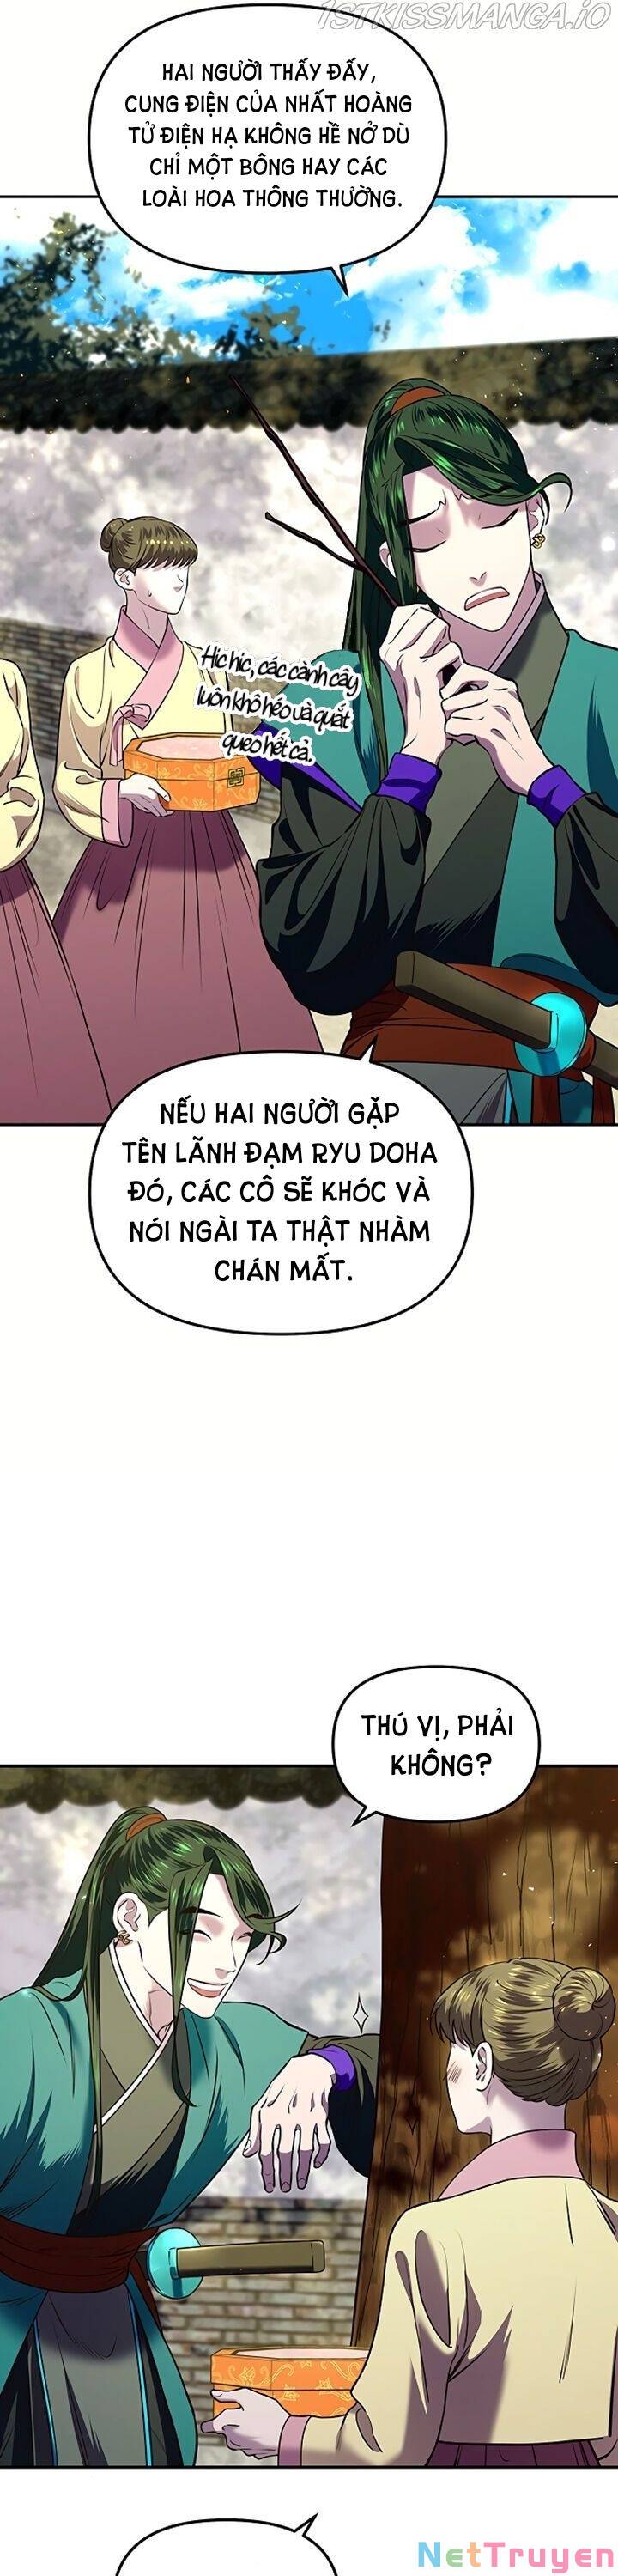 1STKISSMANGA.IO
HAI NGƯỜI THẤY ĐẤY,
CUNG ĐIỆN CỦA NHẤT HOÀNG
TỬ ĐIỆN HẠ KHÔNG HỀ NỞ DÙ
CHỈ MỘT BÔNG HAY CÁC
LOÀI HOA THÔNG THƯỜNG.
Híc híc, các cành cây
luôn khô héo và quắt
queo hết cả.
NẾU HAI NGƯỜI GẶP
TÊN LÃNH ĐẠM RYU DOHA
ĐÓ, CÁC CÔ SẼ KHÓC VÀ
NÓI NGÀI TA THẬT NHÀM
CHÁN MẤT.
THÚ VỊ, PHẢI
KHÔNG?
NETTRUYEN